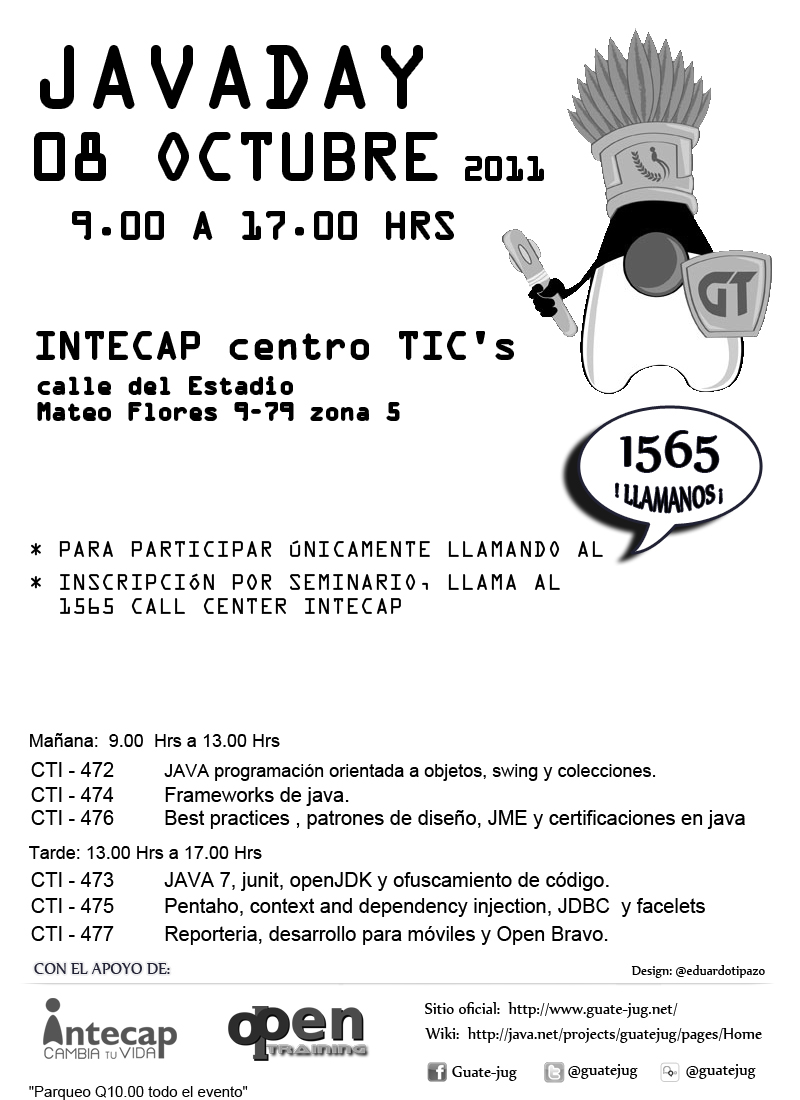 JAVADAY
08 OCTUBRE 2011
9.00 A 17.00 HRS
GT
INTECAP centro TIC's
calle del Estadio
Mateo Flores 9-79 zona 5
1565
!LLAMANOS¡
* PARA PARTICIPAR ÚNICAMENTE LLAMANDO AL
* INSCRIPCIÓN POR SEMINARIO, LLAMA AL
1565 CALL CENTER INTECAP
Mañana: 9.00 Hrs a 13.00 Hrs
CTI - 472 JAVA programación orientada a objetos, swing y colecciones.
CTI - 474 Frameworks de java.
CTI - 476 Best practices , patrones de diseño, JME y certificaciones en java
Tarde: 13.00 Hrs a 17.00 Hrs
CTI - 473 JAVA 7, junit, openJDK y ofuscamiento de código.
CTI - 475 Pentaho, context and dependency injection, JDBC y facelets
CTI - 477 Reporteria, desarrollo para móviles y Open Bravo.
CON EL APOYO DE:
Design: @eduardotipazo
intecap
CAMBIA TU VIDA
open
TRAINING
Sitio oficial: http://www.guate-jug.net/
Wiki: http://java.net/projects/guatejug/pages/Home
Guate-jug @guatejug @guatejug
"Parqueo Q10.00 todo el evento"